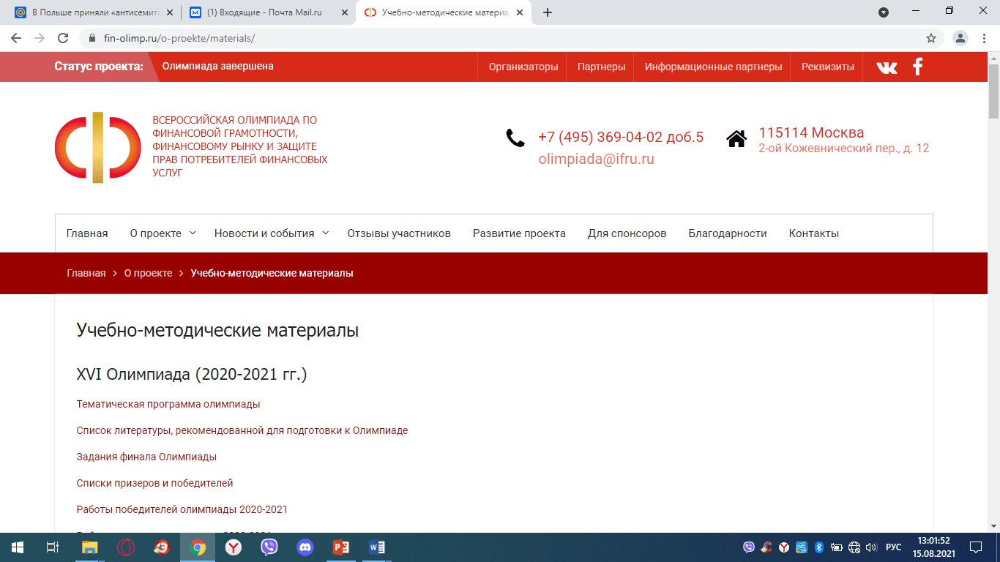 В Польше приняли «антисемит
(1) Входящие - Почта Mail.ru
Учебно-методические материа
fin-olimp.ru/o-proekte/materials/
Статус проекта:
Олимпиада завершена
Организаторы
Партнеры
Информационные партнеры
Реквизиты
ВСЕРОССИЙСКАЯ ОЛИМПИАДА ПО
ФИНАНСОВОЙ ГРАМОТНОСТИ,
ФИНАНСОВОМУ РЫНКУ И ЗАЩИТЕ
ПРАВ ПОТРЕБИТЕЛЕЙ ФИНАНСОВЫХ
УСЛУГ
+7 (495) 369-04-02 доб.5
olimpiada@ifru.ru
115114 Москва
2-ой Кожевнический пер., д. 12
Главная
О проекте
Новости и события
Отзывы участников
Развитие проекта
Для спонсоров
Благодарности
Контакты
Главная > О проекте > Учебно-методические материалы
Учебно-методические материалы
XVI Олимпиада (2020-2021 гг.)
Тематическая программа олимпиады
Список литературы, рекомендованной для подготовки к Олимпиаде
Задания финала Олимпиады
Списки призеров и победителей
Работы победителей олимпиады 2020-2021
РУС
13:01:52
15.08.2021